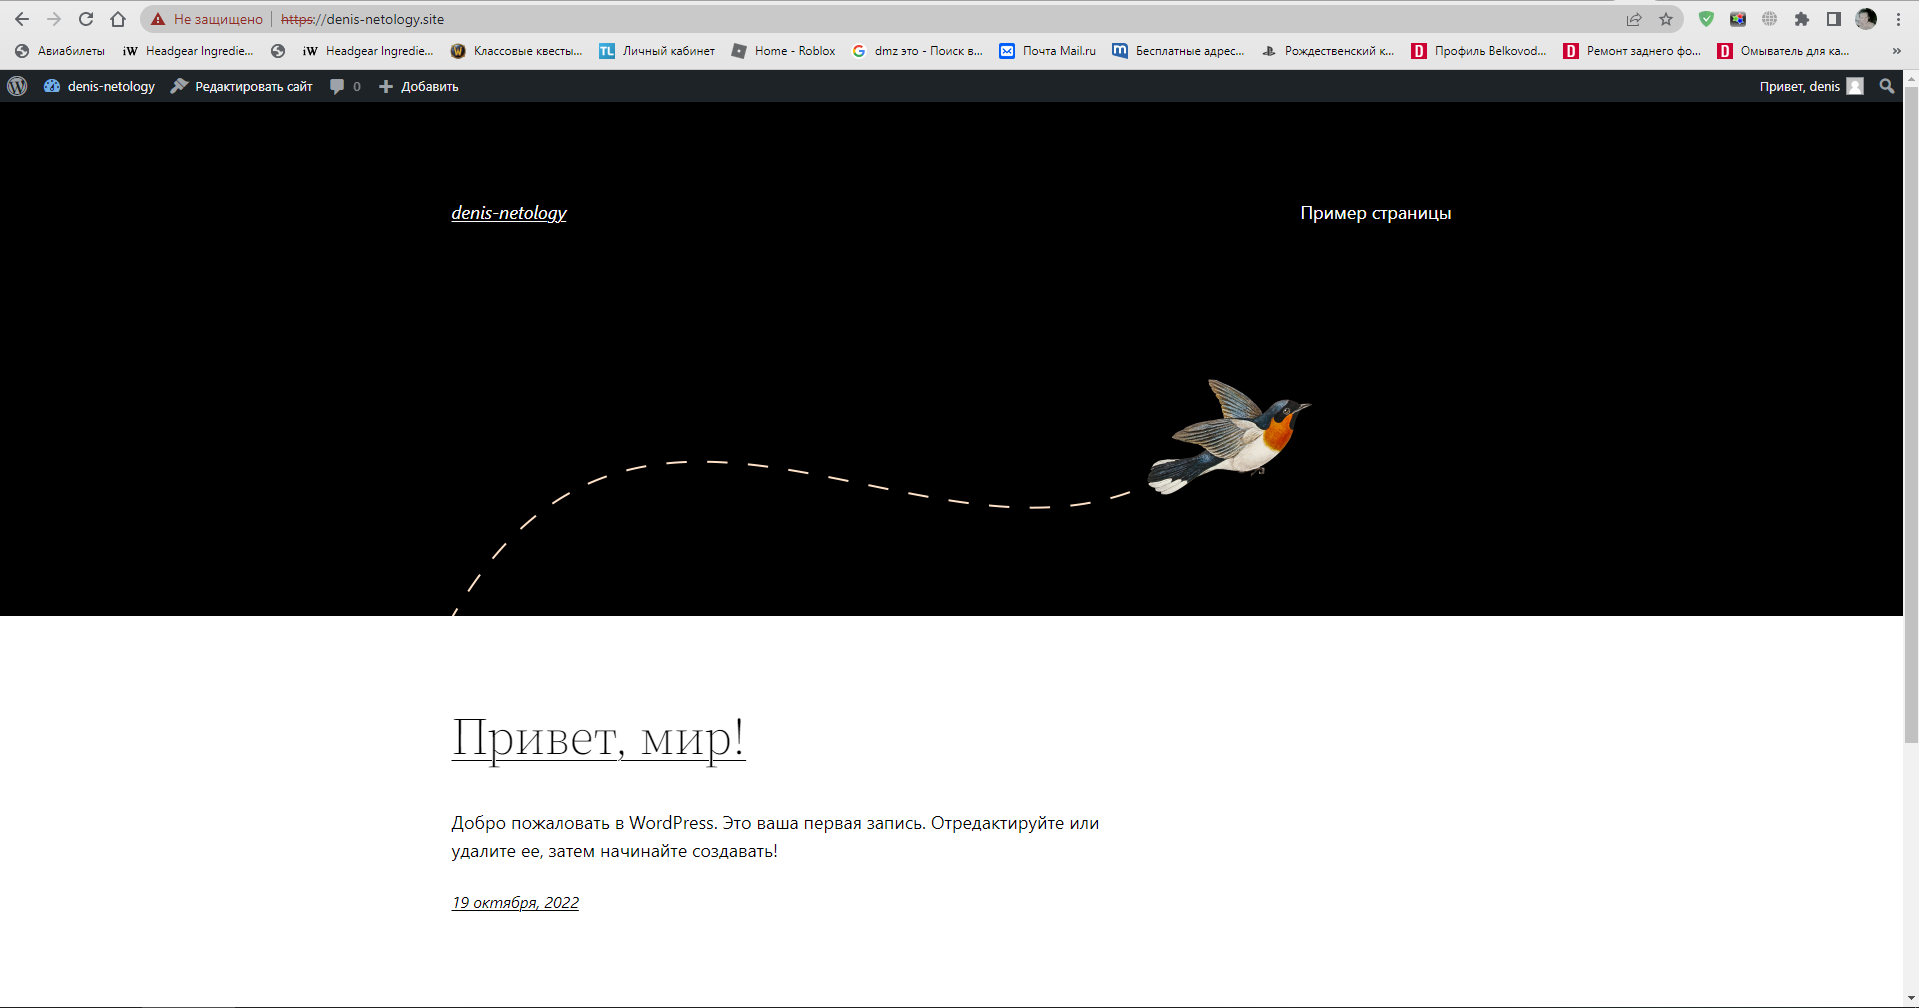 Не защищено https://denis-netology.site
Авиабилеты iW Headgear Ingredie... iW Headgear Ingredie... W Классовые квесты... TL Личный кабинет Home - Roblox G dmz это - Поиск в... Почта Mail.ru m Бесплатные адрес... Рождественский к... D Профиль Belkovod... D Ремонт заднего фо... D Омыватель для ка... »
denis-netology Редактировать сайт 0 Добавить Привет, denis
denis-netology Пример страницы
Привет, мир!
Добро пожаловать в WordPress. Это ваша первая запись. Отредактируйте или
удалите ее, затем начинайте создавать!
19 октября, 2022